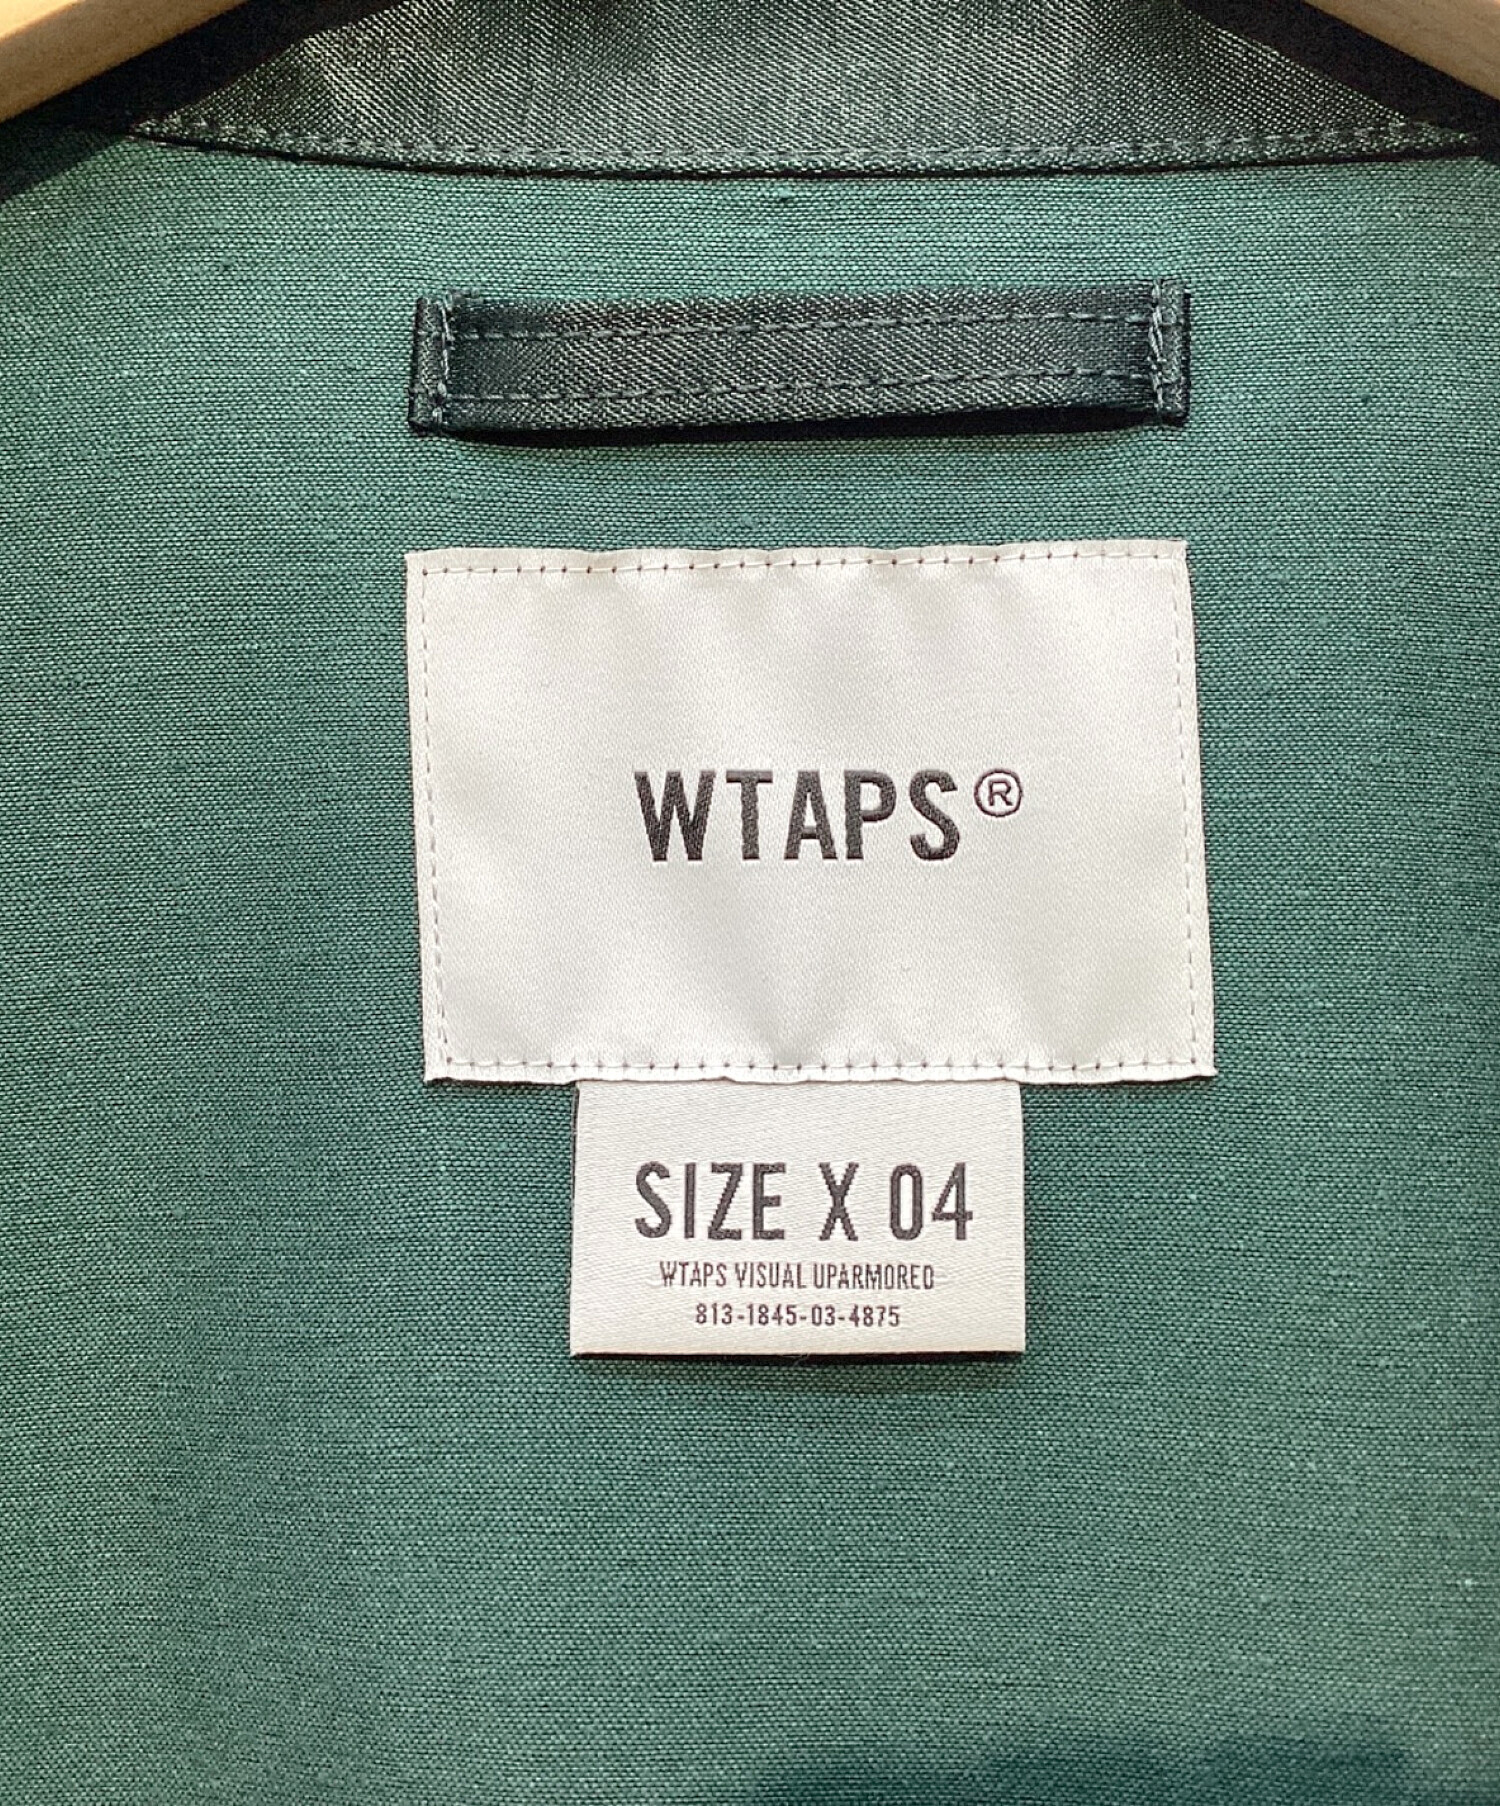 WTAPS®
SIZE X 04
WTAPS VISUAL UPARMORED
813-1845-03-4875